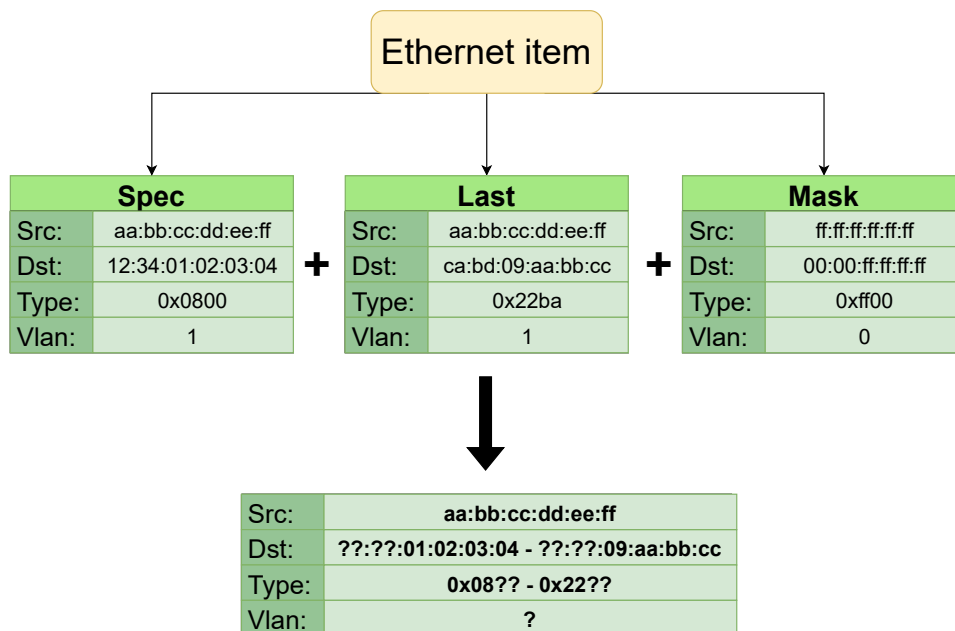 Ethernet item
Spec
Src: aa:bb:cc:dd:ee:ff
Dst: 12:34:01:02:03:04
Type: 0x0800
Vlan: 1
+
Last
Src: aa:bb:cc:dd:ee:ff
Dst: ca:bd:09:aa:bb:cc
Type: 0x22ba
Vlan: 1
+
Mask
Src: ff:ff:ff:ff:ff:ff
Dst: 00:00:ff:ff:ff:ff
Type: 0xff00
Vlan: 0
Src: aa:bb:cc:dd:ee:ff
Dst: ??:??:01:02:03:04 - ??:??:09:aa:bb:cc
Type: 0x08?? - 0x22??
Vlan: ?